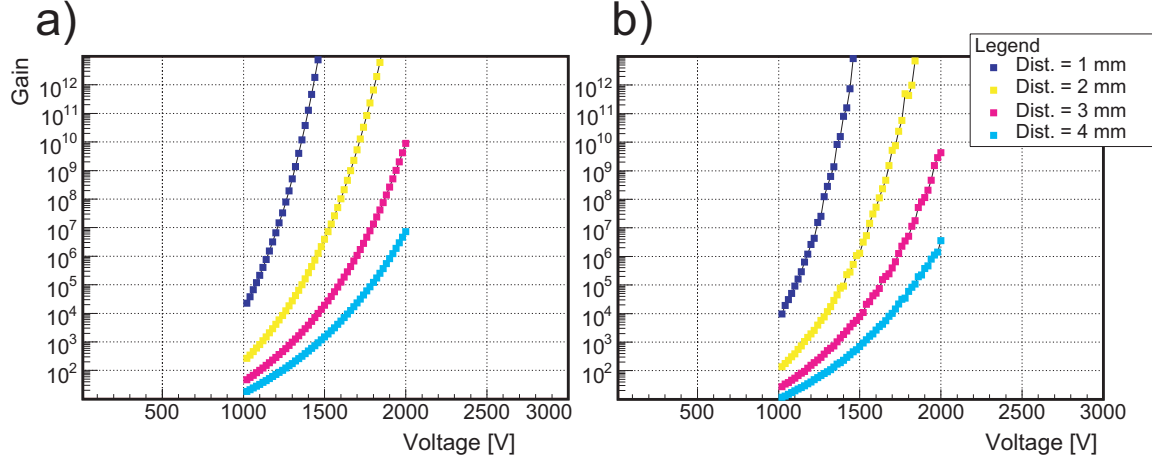 a)
b)
Gain
10^12
10^11
10^10
10^9
10^8
10^7
10^6
10^5
10^4
10^3
10^2
500 1000 1500 2000 2500 3000
Voltage [V]
10^12
10^11
10^10
10^9
10^8
10^7
10^6
10^5
10^4
10^3
10^2
500 1000 1500 2000 2500 3000
Voltage [V]
Legend
Dist. = 1 mm
Dist. = 2 mm
Dist. = 3 mm
Dist. = 4 mm